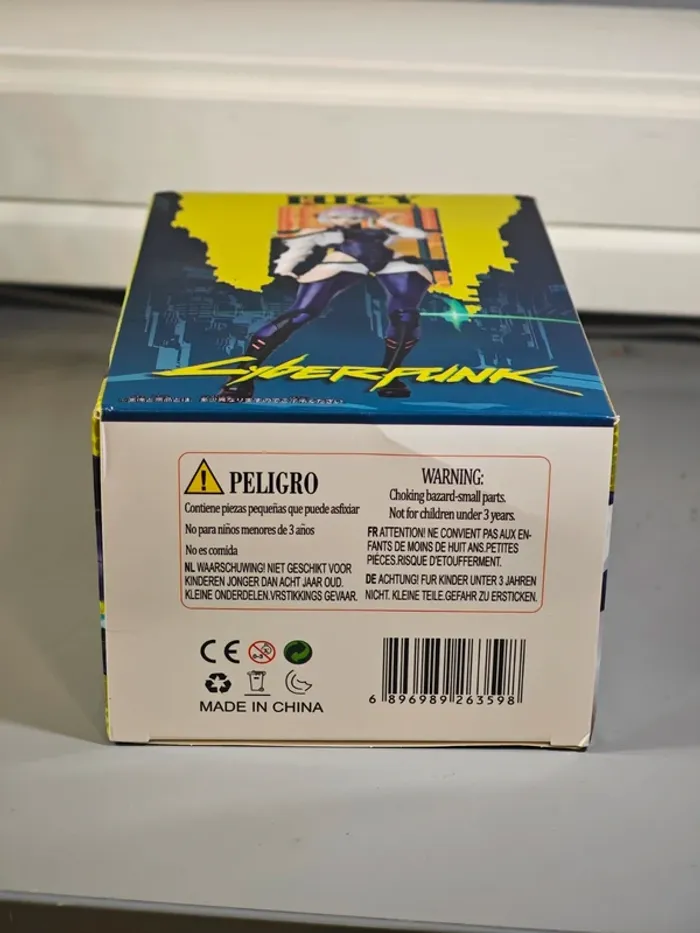 LUCY
CYBERPUNK
PELIGRO
Contiene piezas pequeñas que puede asfixiar
No para niños menores de 3 años
No es comida
NL WAARSCHUWING! NIET GESCHIKT VOOR
KINDEREN JONGER DAN ACHT JAAR OUD.
KLEINE ONDERDELEN.VRSTIKKINGS GEVAAR.
WARNING:
Choking bazard-small parts.
Not for children under 3 years.
FR ATTENTION! NE CONVIENT PAS AUX EN-
FANTS DE MOINS DE HUIT ANS.PETITES
PIÈCES.RISQUE D'ETOUFFERMENT.
DE ACHTUNG! FUR KINDER UNTER 3 JAHREN
NICHT. KLEINE TEILE.GEFAHR ZU ERSTICKEN.
CE
MADE IN CHINA
6 896989 263598